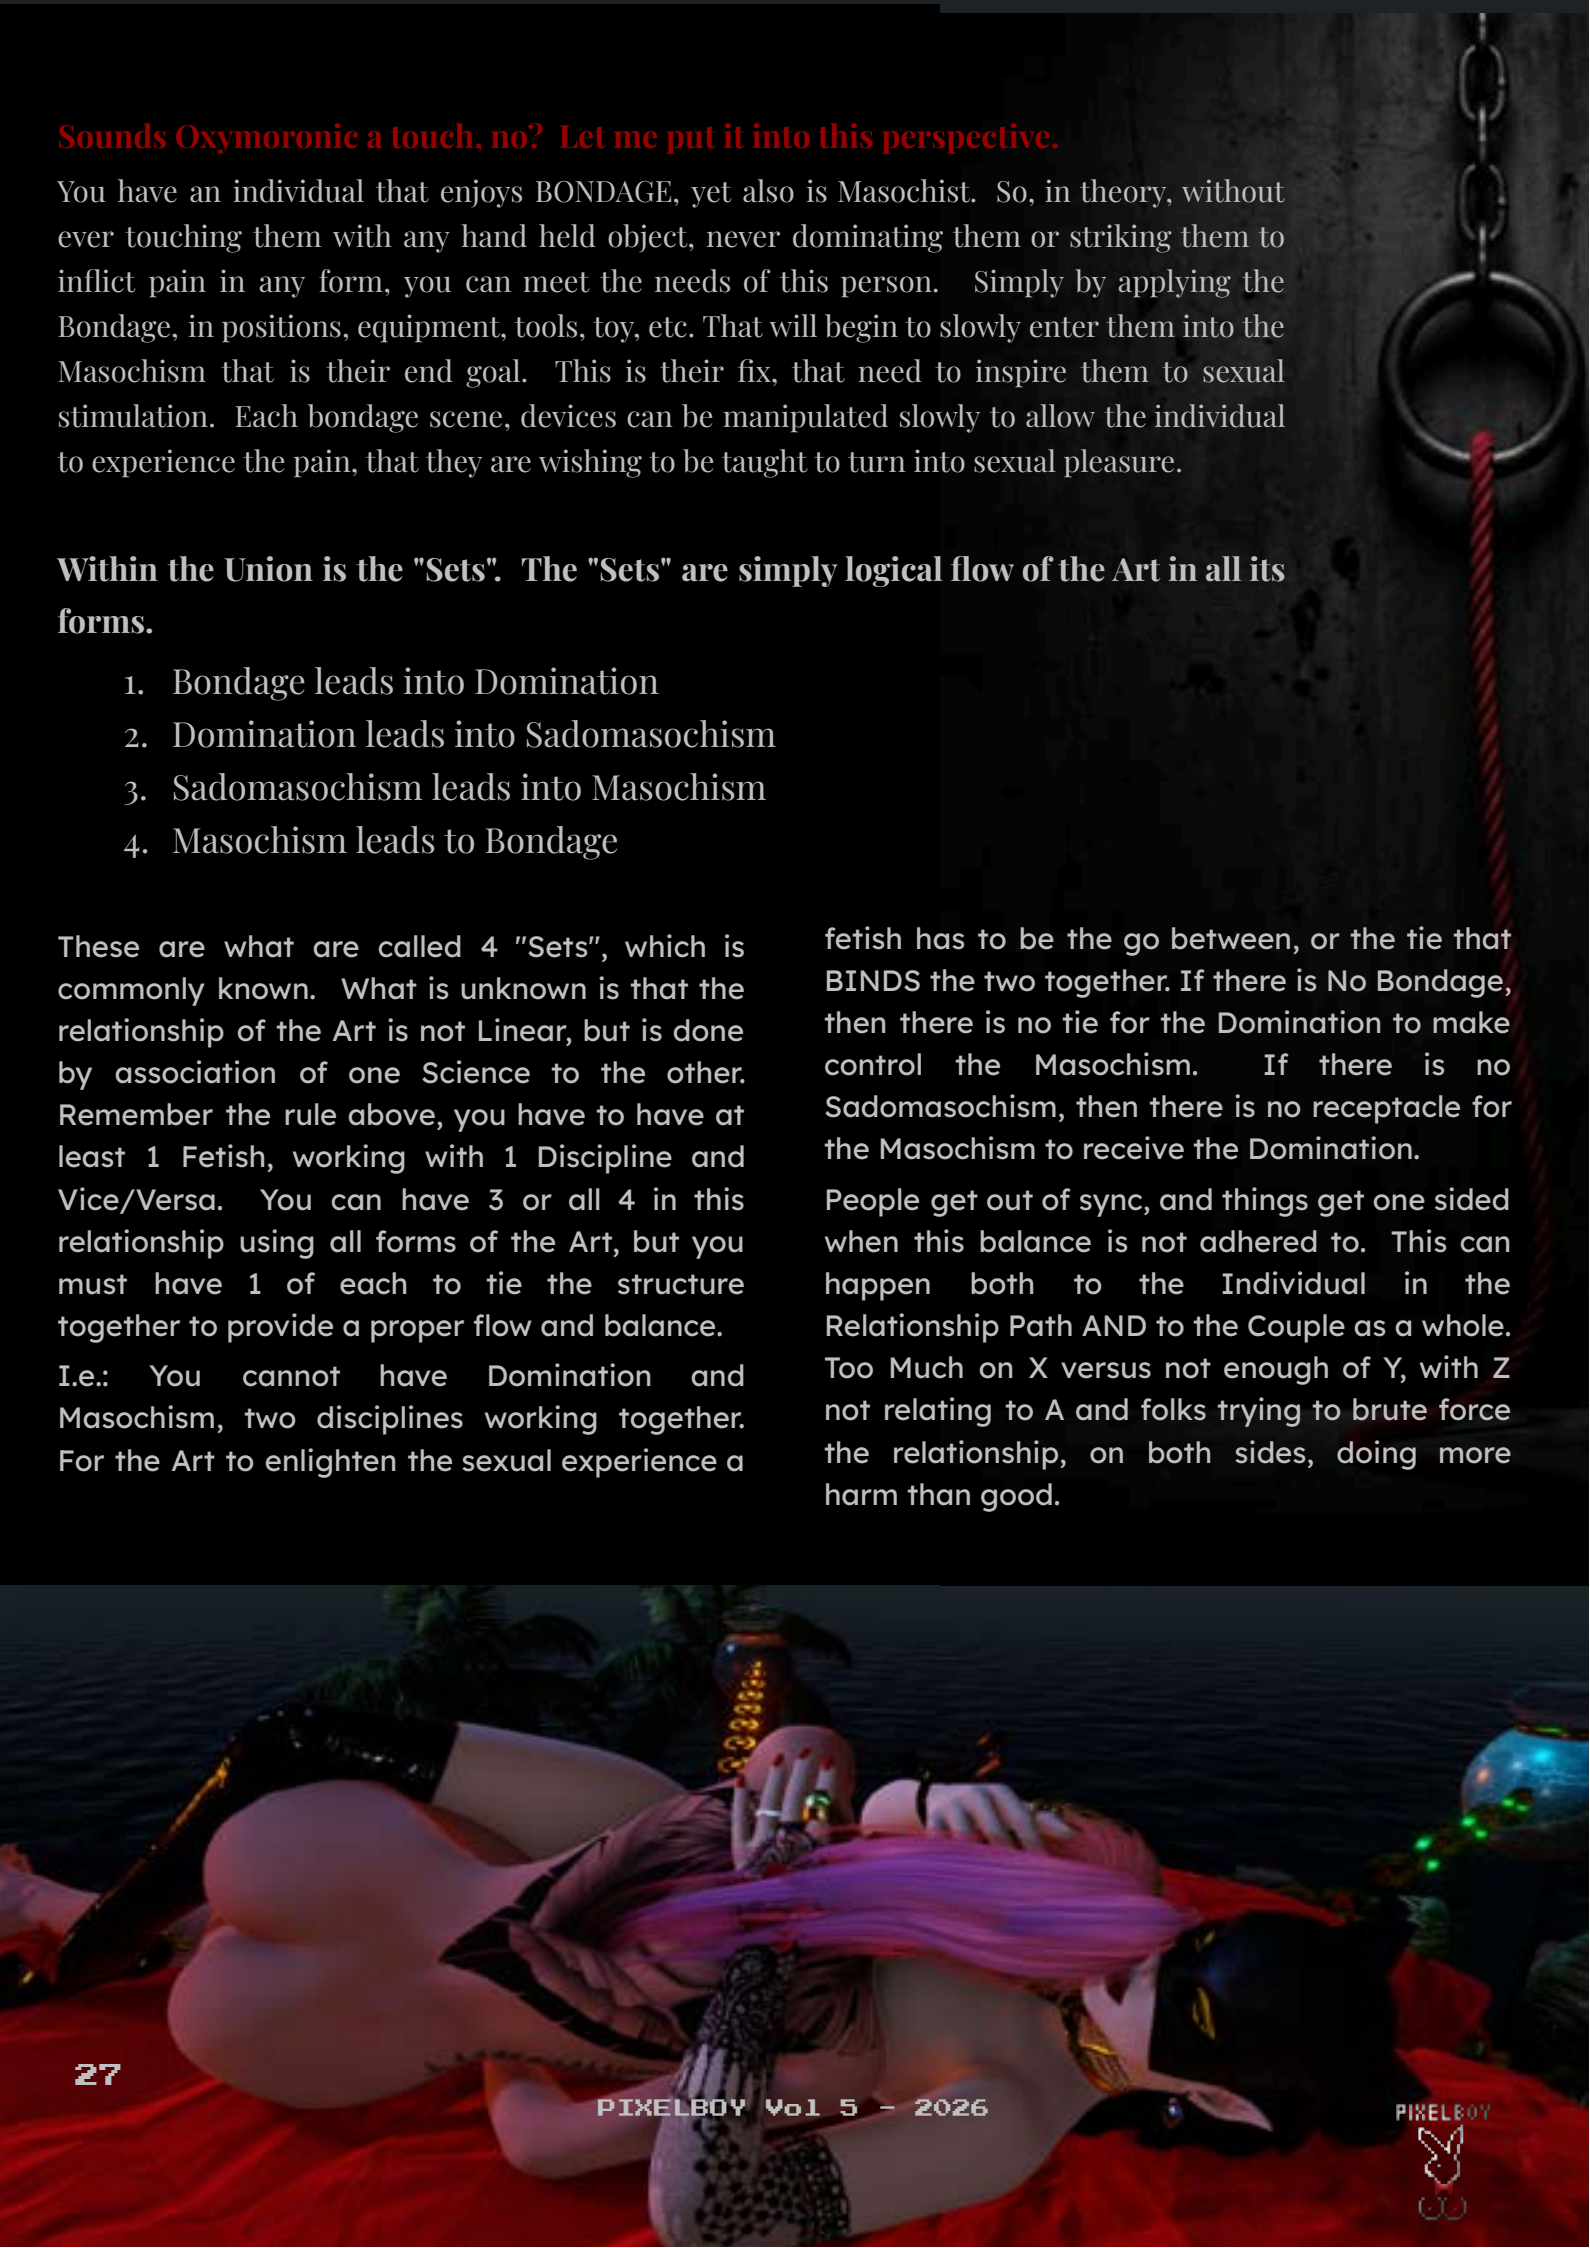 Sounds Oxymoronic a touch, no? Let me put it into this perspective.
You have an individual that enjoys BONDAGE, yet also is Masochist. So, in theory, without
ever touching them with any hand held object, never dominating them or striking them to
inflict pain in any form, you can meet the needs of this person. Simply by applying the
Bondage, in positions, equipment, tools, toy, etc. That will begin to slowly enter them into the
Masochism that is their end goal. This is their fix, that need to inspire them to sexual
stimulation. Each bondage scene, devices can be manipulated slowly to allow the individual
to experience the pain, that they are wishing to be taught to turn into sexual pleasure.
Within the Union is the "Sets". The "Sets" are simply logical flow of the Art in all its
forms.
1. Bondage leads into Domination
2. Domination leads into Sadomasochism
3. Sadomasochism leads into Masochism
4. Masochism leads to Bondage
These are what are called 4 "Sets", which is
commonly known. What is unknown is that the
relationship of the Art is not Linear, but is done
by association of one Science to the other.
Remember the rule above, you have to have at
least 1 Fetish, working with 1 Discipline and
Vice/Versa. You can have 3 or all 4 in this
relationship using all forms of the Art, but you
must have 1 of each to tie the structure
together to provide a proper flow and balance.
I.e.: You cannot have Domination and
Masochism, two disciplines working together.
For the Art to enlighten the sexual experience a
fetish has to be the go between, or the tie that
BINDS the two together. If there is No Bondage,
then there is no tie for the Domination to make
control the Masochism. If there is no
Sadomasochism, then there is no receptacle for
the Masochism to receive the Domination.
People get out of sync, and things get one sided
when this balance is not adhered to. This can
happen both to the Individual in the
Relationship Path AND to the Couple as a whole.
Too Much on X versus not enough of Y, with Z
not relating to A and folks trying to brute force
the relationship, on both sides, doing more
harm than good.
27
PIXELBOY Vol 5 - 2026
PIXELBOY